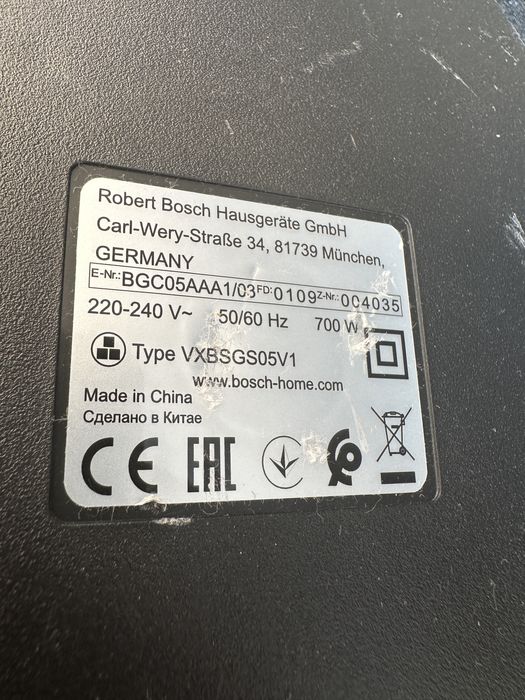 Robert Bosch Hausgeräte GmbH
Carl-Wery-Straße 34, 81739 München,
GERMANY
E-Nr.: BGC05AAA1/03 FD: 0109 Z-Nr.: 004035
220-240 V~ 50/60 Hz 700 W
Type VXBSGS05V1
www.bosch-home.com
Made in China
Сделано в Китае
CE EAC